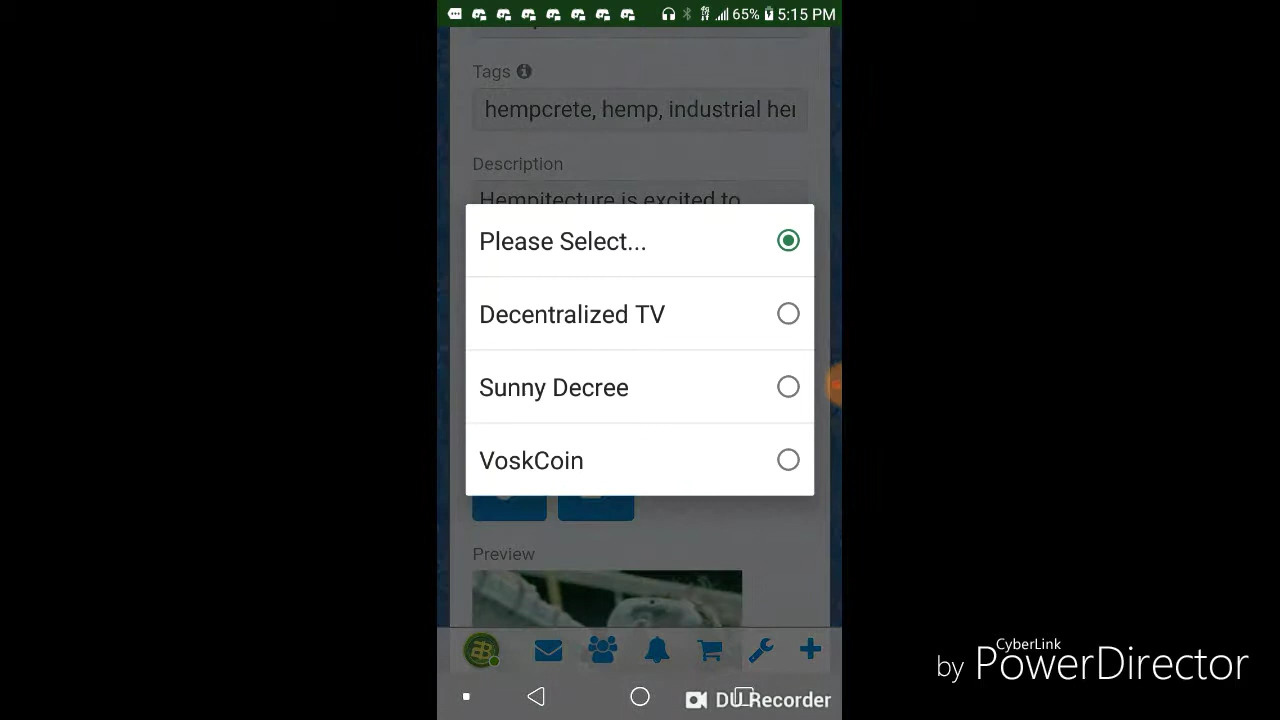 65% 5:15 PM
Tags
hempcrete, hemp, industrial her
Description
Hempitecture is excited to
Please Select...
Decentralized TV
Sunny Decree
VoskCoin
Preview
DU Recorder
by CyberLink PowerDirector